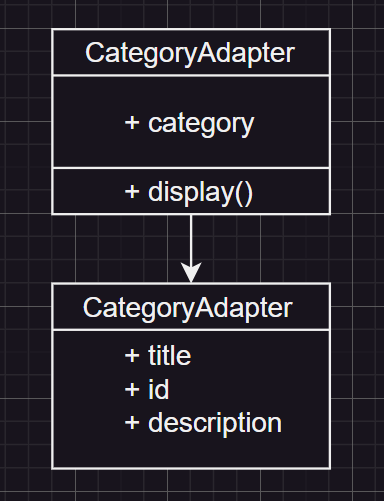 CategoryAdapter
+ category
+ display()
CategoryAdapter
+ title
+ id
+ description